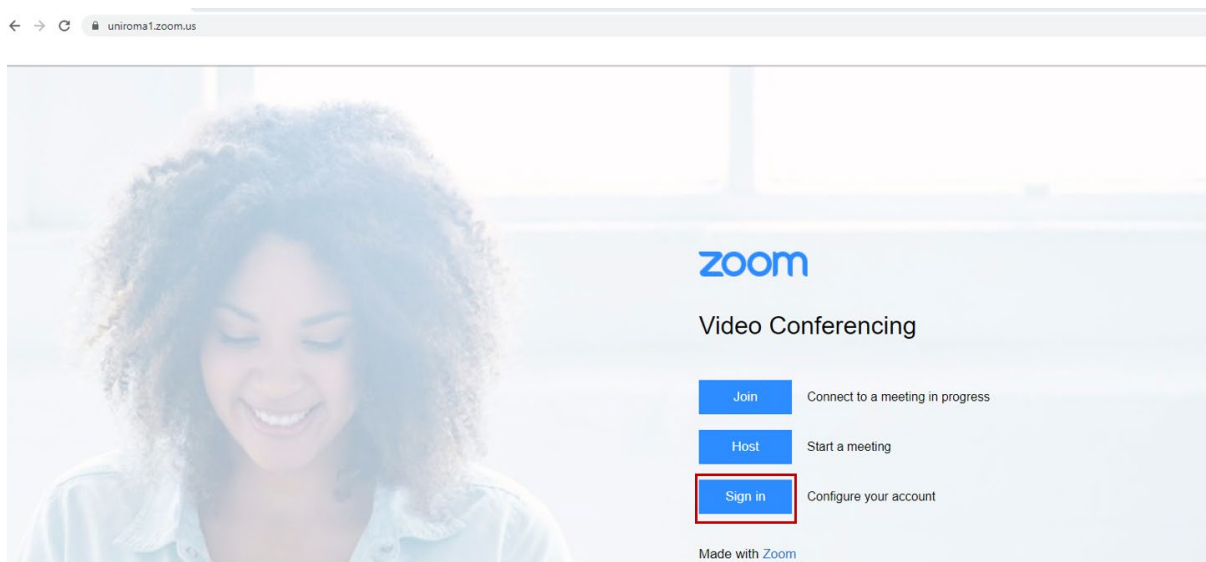 uniroma1.zoom.us
zoom
Video Conferencing
Join Connect to a meeting in progress
Host Start a meeting
Sign in Configure your account
Made with Zoom